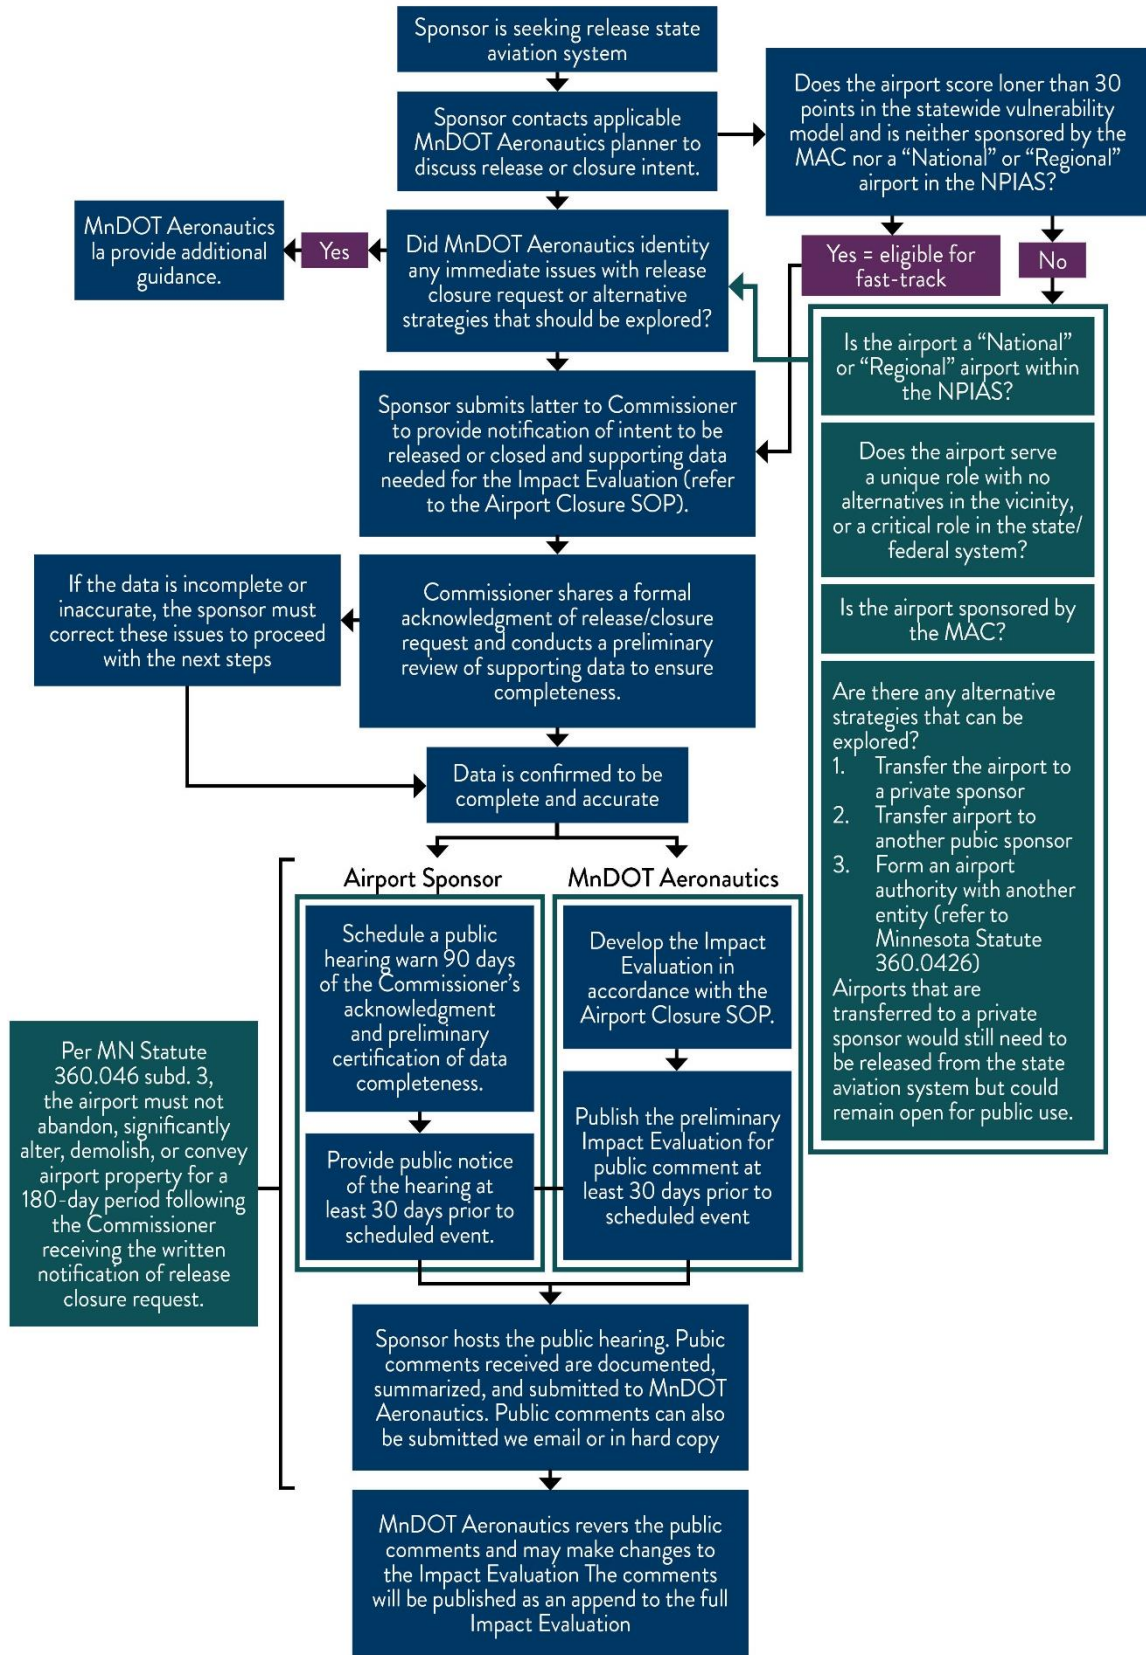 Sponsor is seeking release state
aviation system
Sponsor contacts applicable
MnDOT Aeronautics planner to
discuss release or closure intent.
Does the airport score loner than 30
points in the statewide vulnerability
model and is neither sponsored by the
MAC nor a “National” or “Regional”
airport in the NPIAS?
MnDOT Aeronautics
la provide additional
guidance.
Yes
Did MnDOT Aeronautics identity
any immediate issues with release
closure request or alternative
strategies that should be explored?
Yes = eligible for
fast-track
No
Is the airport a “National”
or “Regional” airport within
the NPIAS?
Does the airport serve
a unique role with no
alternatives in the vicinity,
or a critical role in the state/
federal system?
Is the airport sponsored by
the MAC?
Are there any alternative
strategies that can be
explored?
1. Transfer the airport to
a private sponsor
2. Transfer airport to
another pubic sponsor
3. Form an airport
authority with another
entity (refer to
Minnesota Statute
360.0426)
Airports that are
transferred to a private
sponsor would still need to
be released from the state
aviation system but could
remain open for public use.
Sponsor submits latter to Commissioner
to provide notification of intent to be
released or closed and supporting data
needed for the Impact Evaluation (refer
to the Airport Closure SOP).
If the data is incomplete or
inaccurate, the sponsor must
correct these issues to proceed
with the next steps
Commissioner shares a formal
acknowledgment of release/closure
request and conducts a preliminary
review of supporting data to ensure
completeness.
Data is confirmed to be
complete and accurate
Airport Sponsor
Schedule a public
hearing warn 90 days
of the Commissioner’s
acknowledgment
and preliminary
certification of data
completeness.
Provide public notice
of the hearing at
least 30 days prior to
scheduled event.
MnDOT Aeronautics
Develop the Impact
Evaluation in
accordance with the
Airport Closure SOP.
Publish the preliminary
Impact Evaluation for
public comment at
least 30 days prior to
scheduled event
Per MN Statute
360.046 subd. 3,
the airport must not
abandon, significantly
alter, demolish, or convey
airport property for a
180-day period following
the Commissioner
receiving the written
notification of release
closure request.
Sponsor hosts the public hearing. Pubic
comments received are documented,
summarized, and submitted to MnDOT
Aeronautics. Public comments can also
be submitted we email or in hard copy
MnDOT Aeronautics revers the public
comments and may make changes to
the Impact Evaluation The comments
will be published as an append to the full
Impact Evaluation